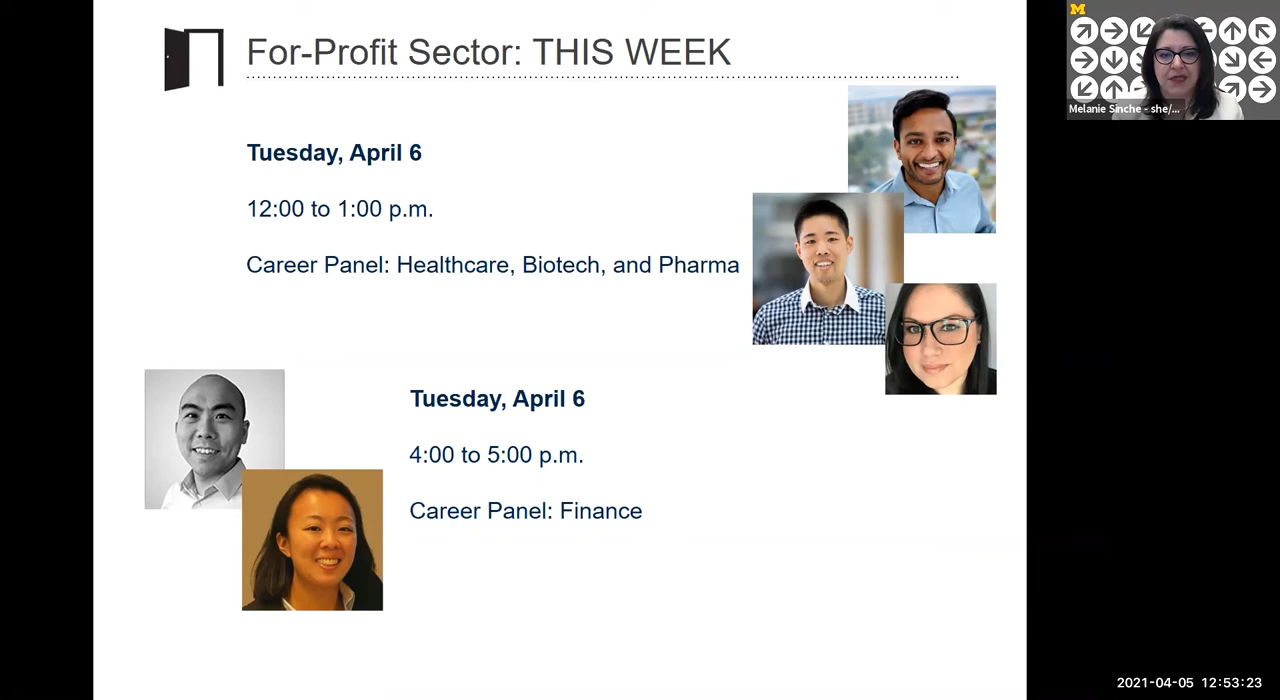 For-Profit Sector: THIS WEEK
M
Melanie Sinche - she/...
Tuesday, April 6
12:00 to 1:00 p.m.
Career Panel: Healthcare, Biotech, and Pharma
Tuesday, April 6
4:00 to 5:00 p.m.
Career Panel: Finance
2021-04-05 12:53:23